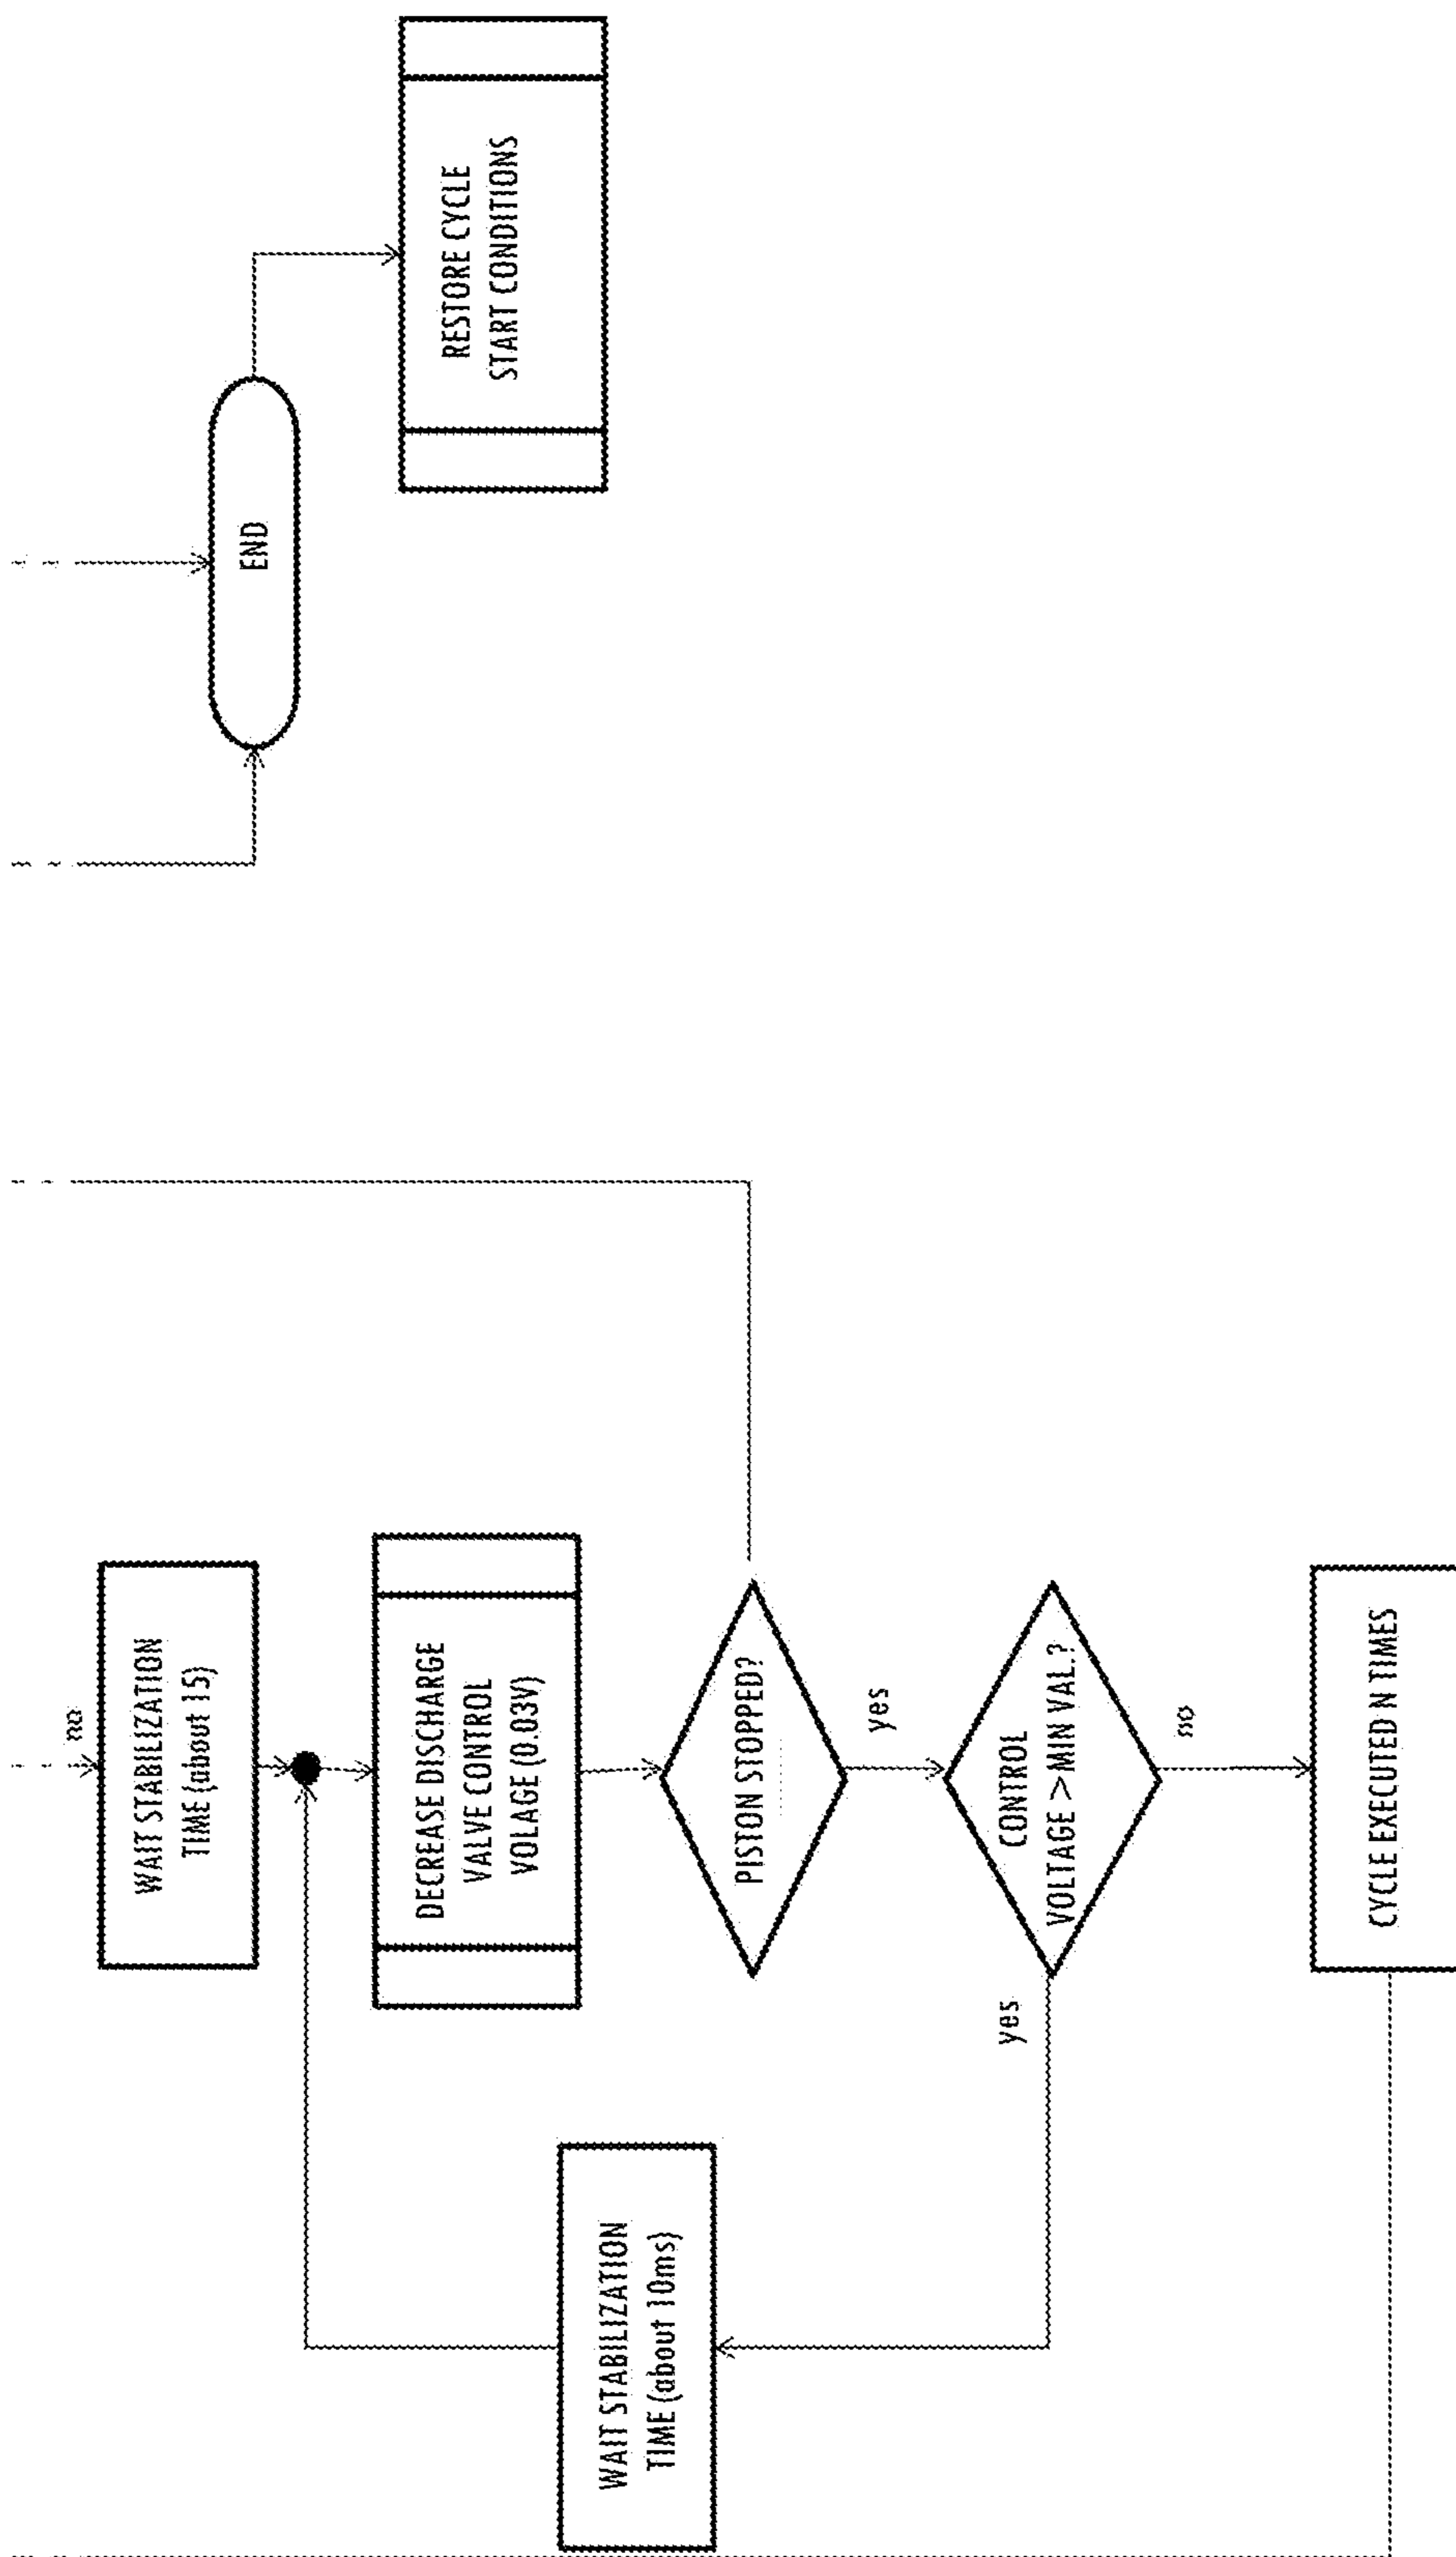 no
WAIT STABILIZATION
TIME (about 15)
DECREASE DISCHARGE
VALVE CONTROL
VOLAGE (0.03V)
PISTON STOPPED?
yes
CONTROL
VOLTAGE > MIN VAL.?
yes
no
WAIT STABILIZATION
TIME (about 10ms)
CYCLE EXECUTED N TIMES
END
RESTORE CYCLE
START CONDITIONS